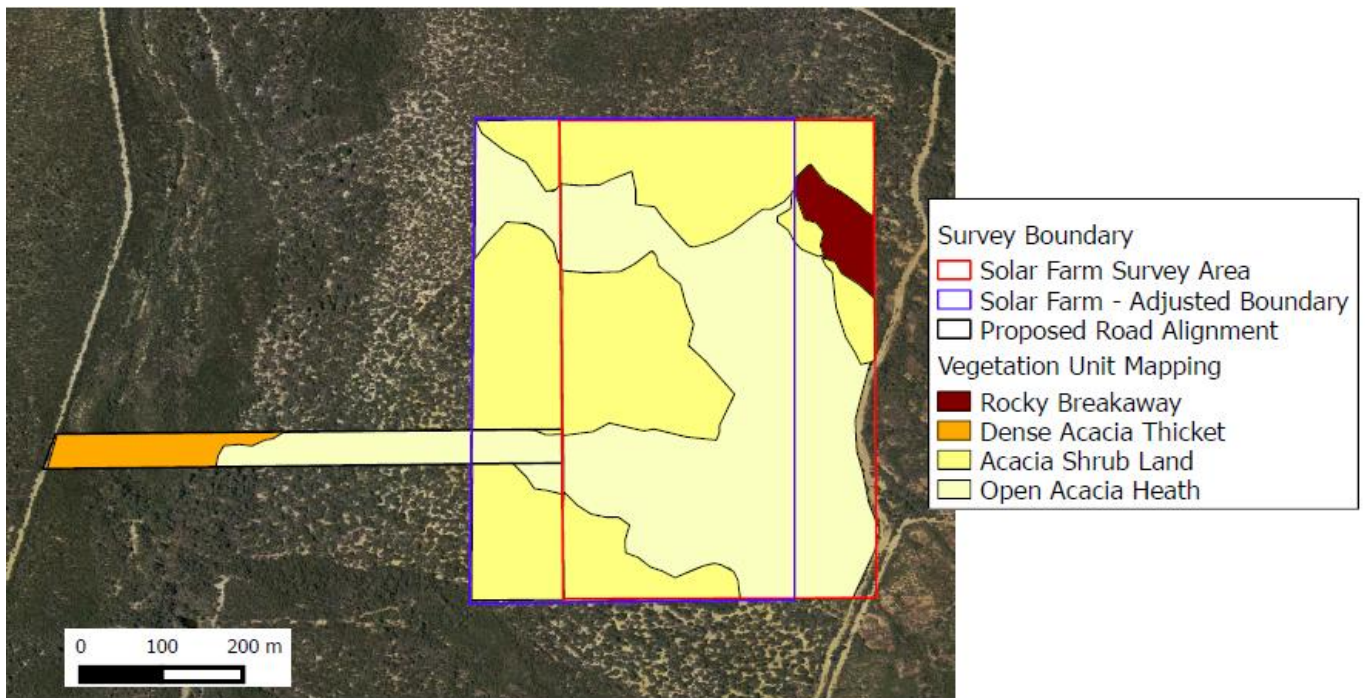 Survey Boundary
Solar Farm Survey Area
Solar Farm - Adjusted Boundary
Proposed Road Alignment
Vegetation Unit Mapping
Rocky Breakaway
Dense Acacia Thicket
Acacia Shrub Land
Open Acacia Heath
0 100 200 m